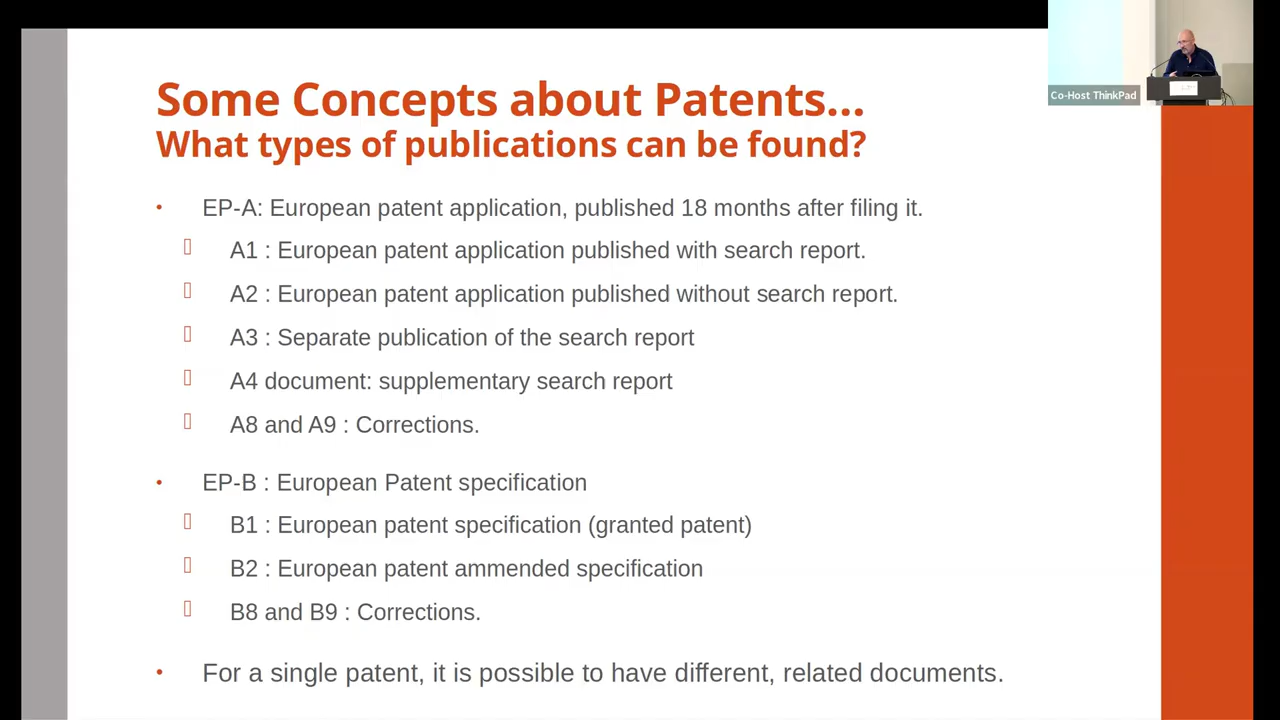 Some Concepts about Patents...
What types of publications can be found?
Co-Host ThinkPad
• EP-A: European patent application, published 18 months after filing it.
A1 : European patent application published with search report.
A2 : European patent application published without search report.
A3 : Separate publication of the search report
A4 document: supplementary search report
A8 and A9 : Corrections.
• EP-B : European Patent specification
B1 : European patent specification (granted patent)
B2 : European patent ammended specification
B8 and B9 : Corrections.
• For a single patent, it is possible to have different, related documents.